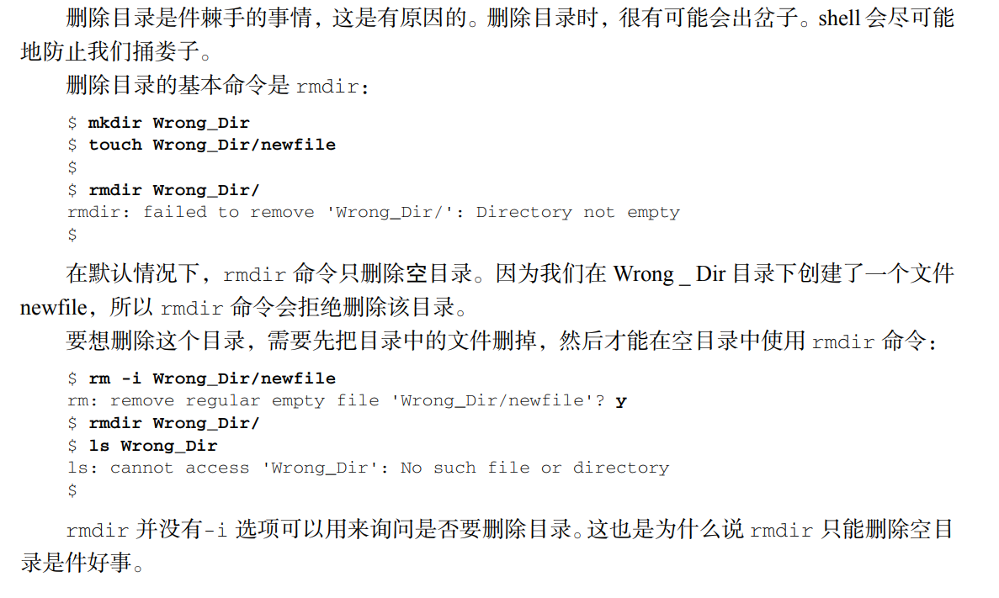 删除目录是件棘手的事情，这是有原因的。删除目录时，很有可能会出岔子。shell 会尽可能
地防止我们捅娄子。
删除目录的基本命令是 rmdir：
$ mkdir Wrong_Dir
$ touch Wrong_Dir/newfile
$
$ rmdir Wrong_Dir/
rmdir: failed to remove 'Wrong_Dir/': Directory not empty
$
在默认情况下，rmdir 命令只删除空目录。因为我们在 Wrong _ Dir 目录下创建了一个文件
newfile，所以 rmdir 命令会拒绝删除该目录。
要想删除这个目录，需要先把目录中的文件删掉，然后才能在空目录中使用 rmdir 命令：
$ rm -i Wrong_Dir/newfile
rm: remove regular empty file 'Wrong_Dir/newfile'? y
$ rmdir Wrong_Dir/
$ ls Wrong_Dir
ls: cannot access 'Wrong_Dir': No such file or directory
$
rmdir 并没有-i 选项可以用来询问是否要删除目录。这也是为什么说 rmdir 只能删除空目
录是件好事。